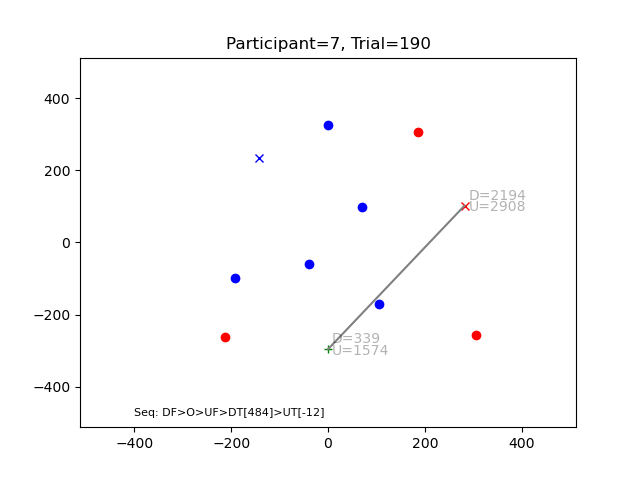 Participant=7, Trial=190
400
200
0
−200
−400
D=2194
U=2908
D=339
U=1574
Seq: DF>O>UF>DT[484]>UT[-12]
−400 −200 0 200 400